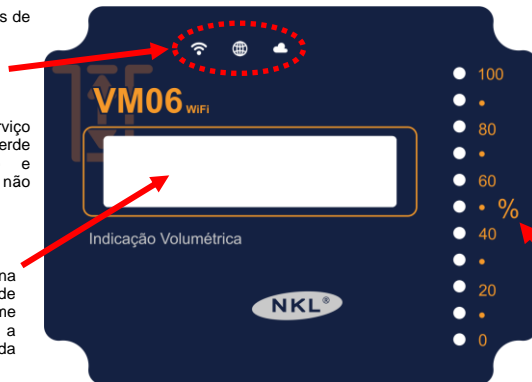 s de
rviço
erde
e
não
na
de
me
a
da
VM06 WiFi
Indicação Volumétrica
NKL®
100
•
80
•
60
• %
40
•
20
•
0